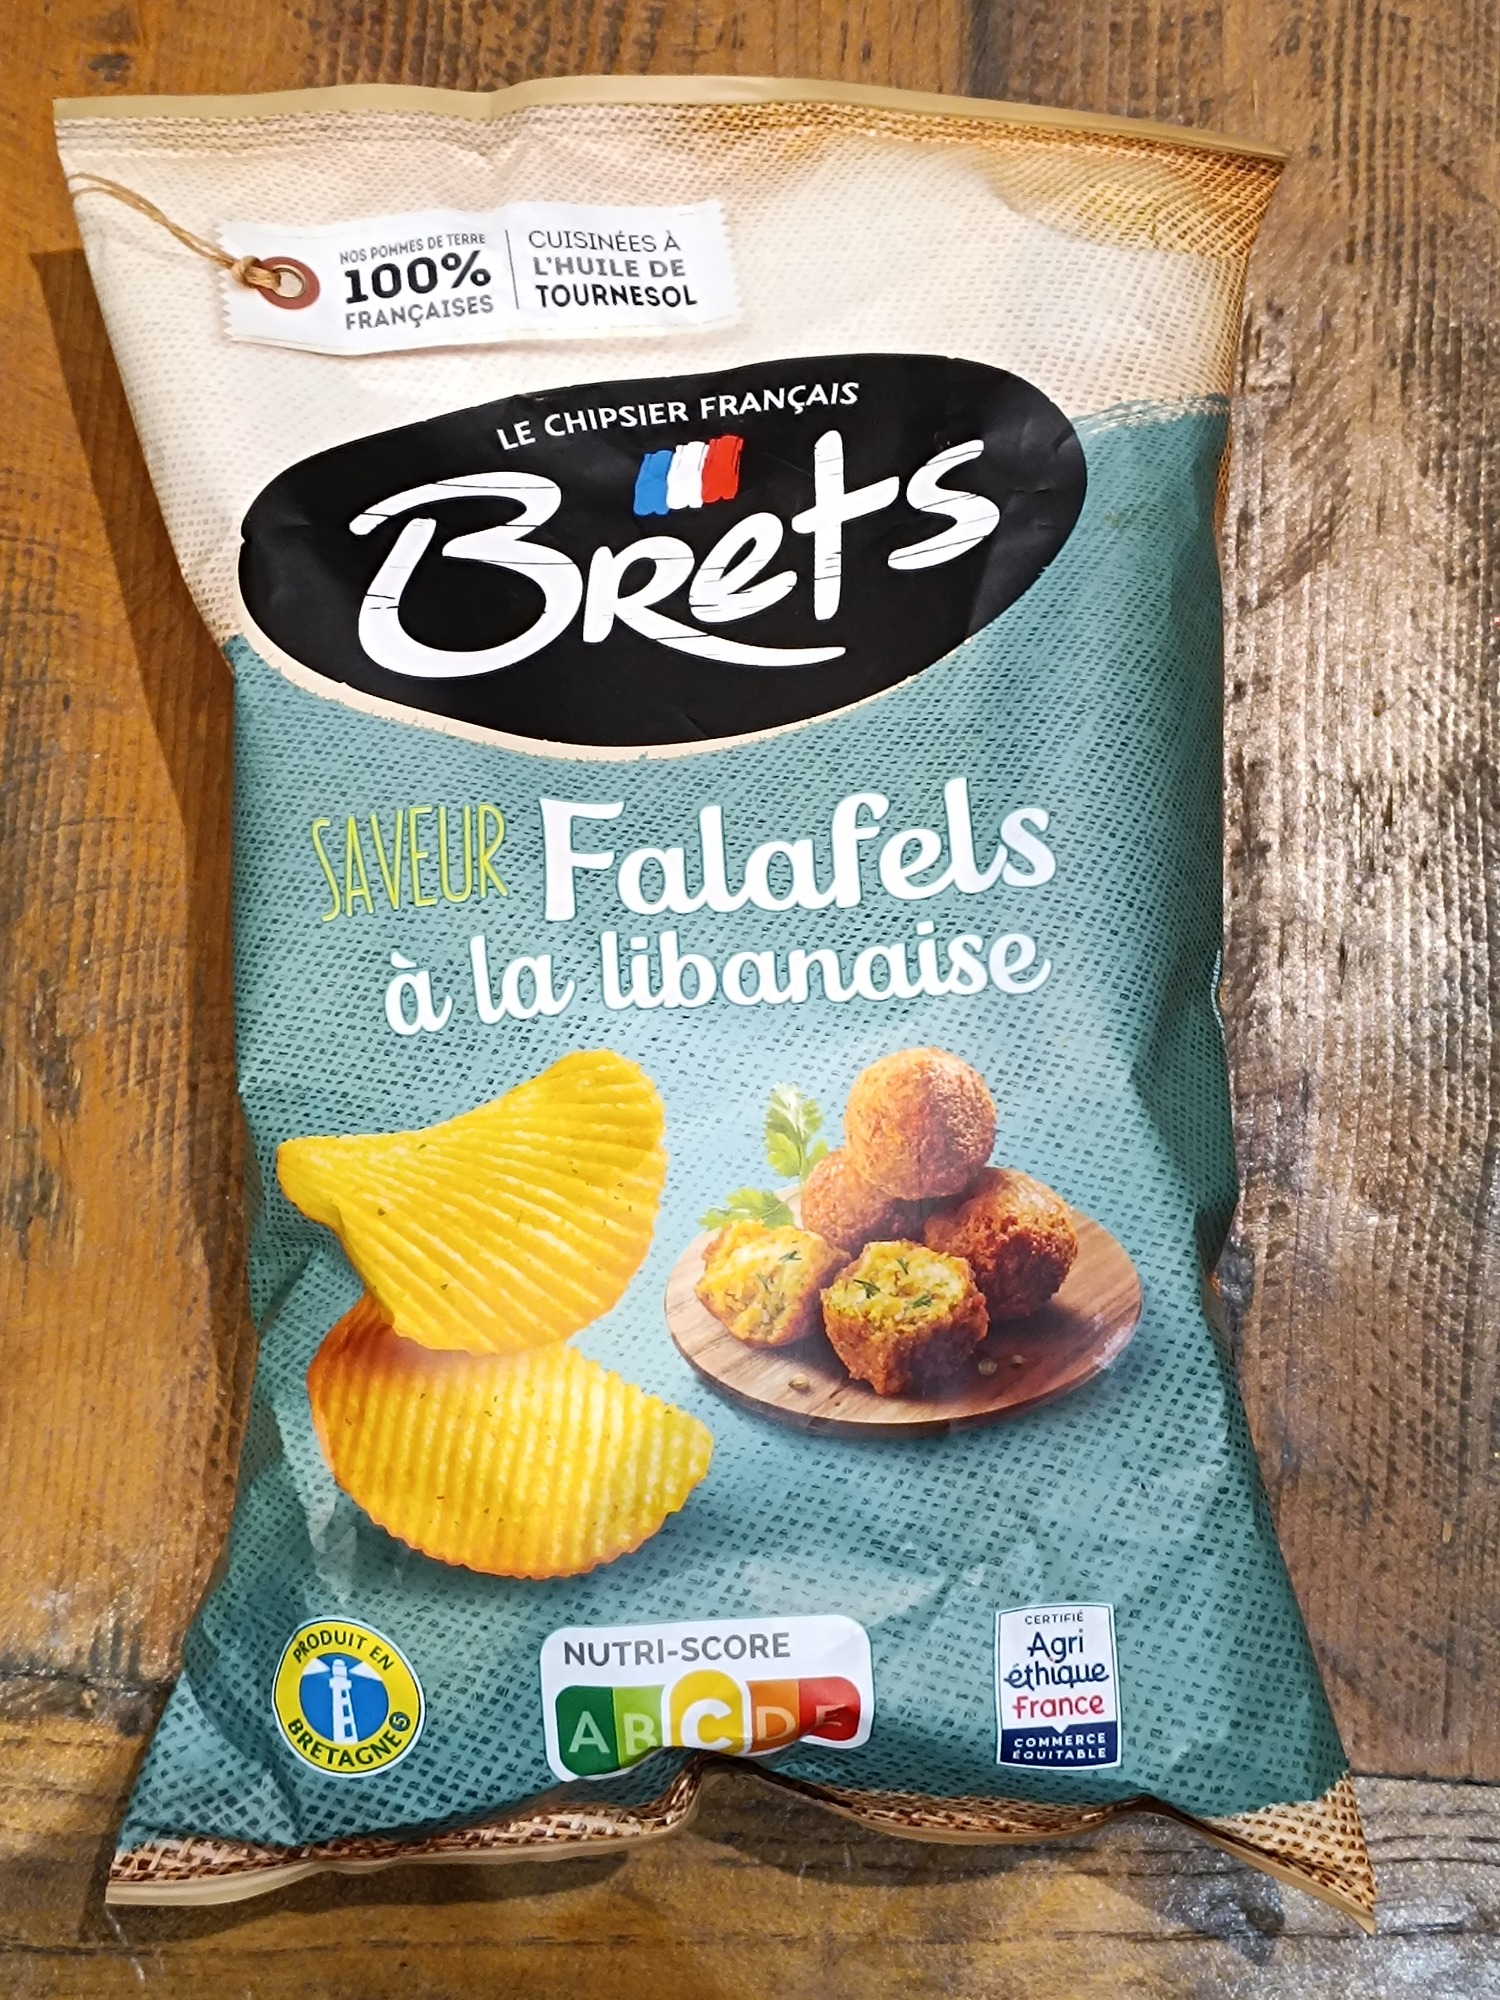 NOS POMMES DE TERRE
100%
FRANÇAISES
CUISINÉES À
L'HUILE DE
TOURNESOL
LE CHIPSIER FRANÇAIS
Brets
SAVEUR Falafels
à la libanaise
PRODUIT EN
BRETAGNE
NUTRI-SCORE
A B C D E
CERTIFIÉ
Agri
éthique
france
COMMERCE
ÉQUITABLE